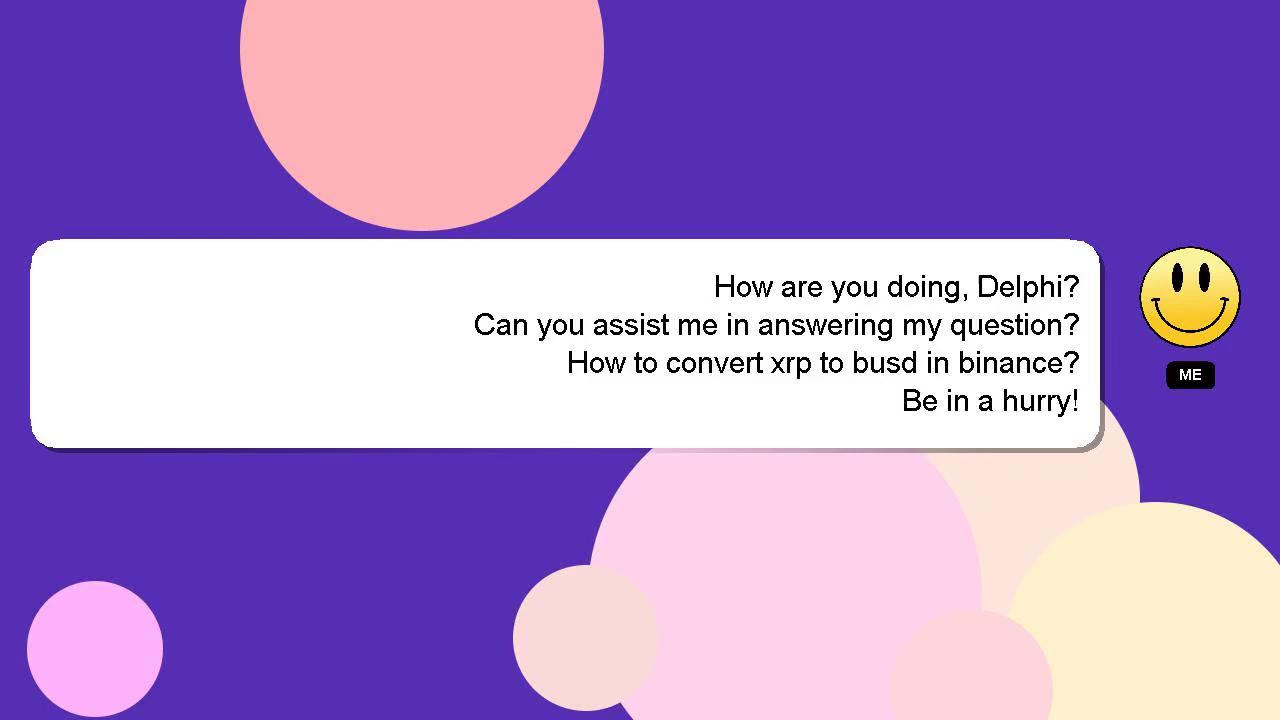 How are you doing, Delphi?
Can you assist me in answering my question?
How to convert xrp to busd in binance?
Be in a hurry!
ME